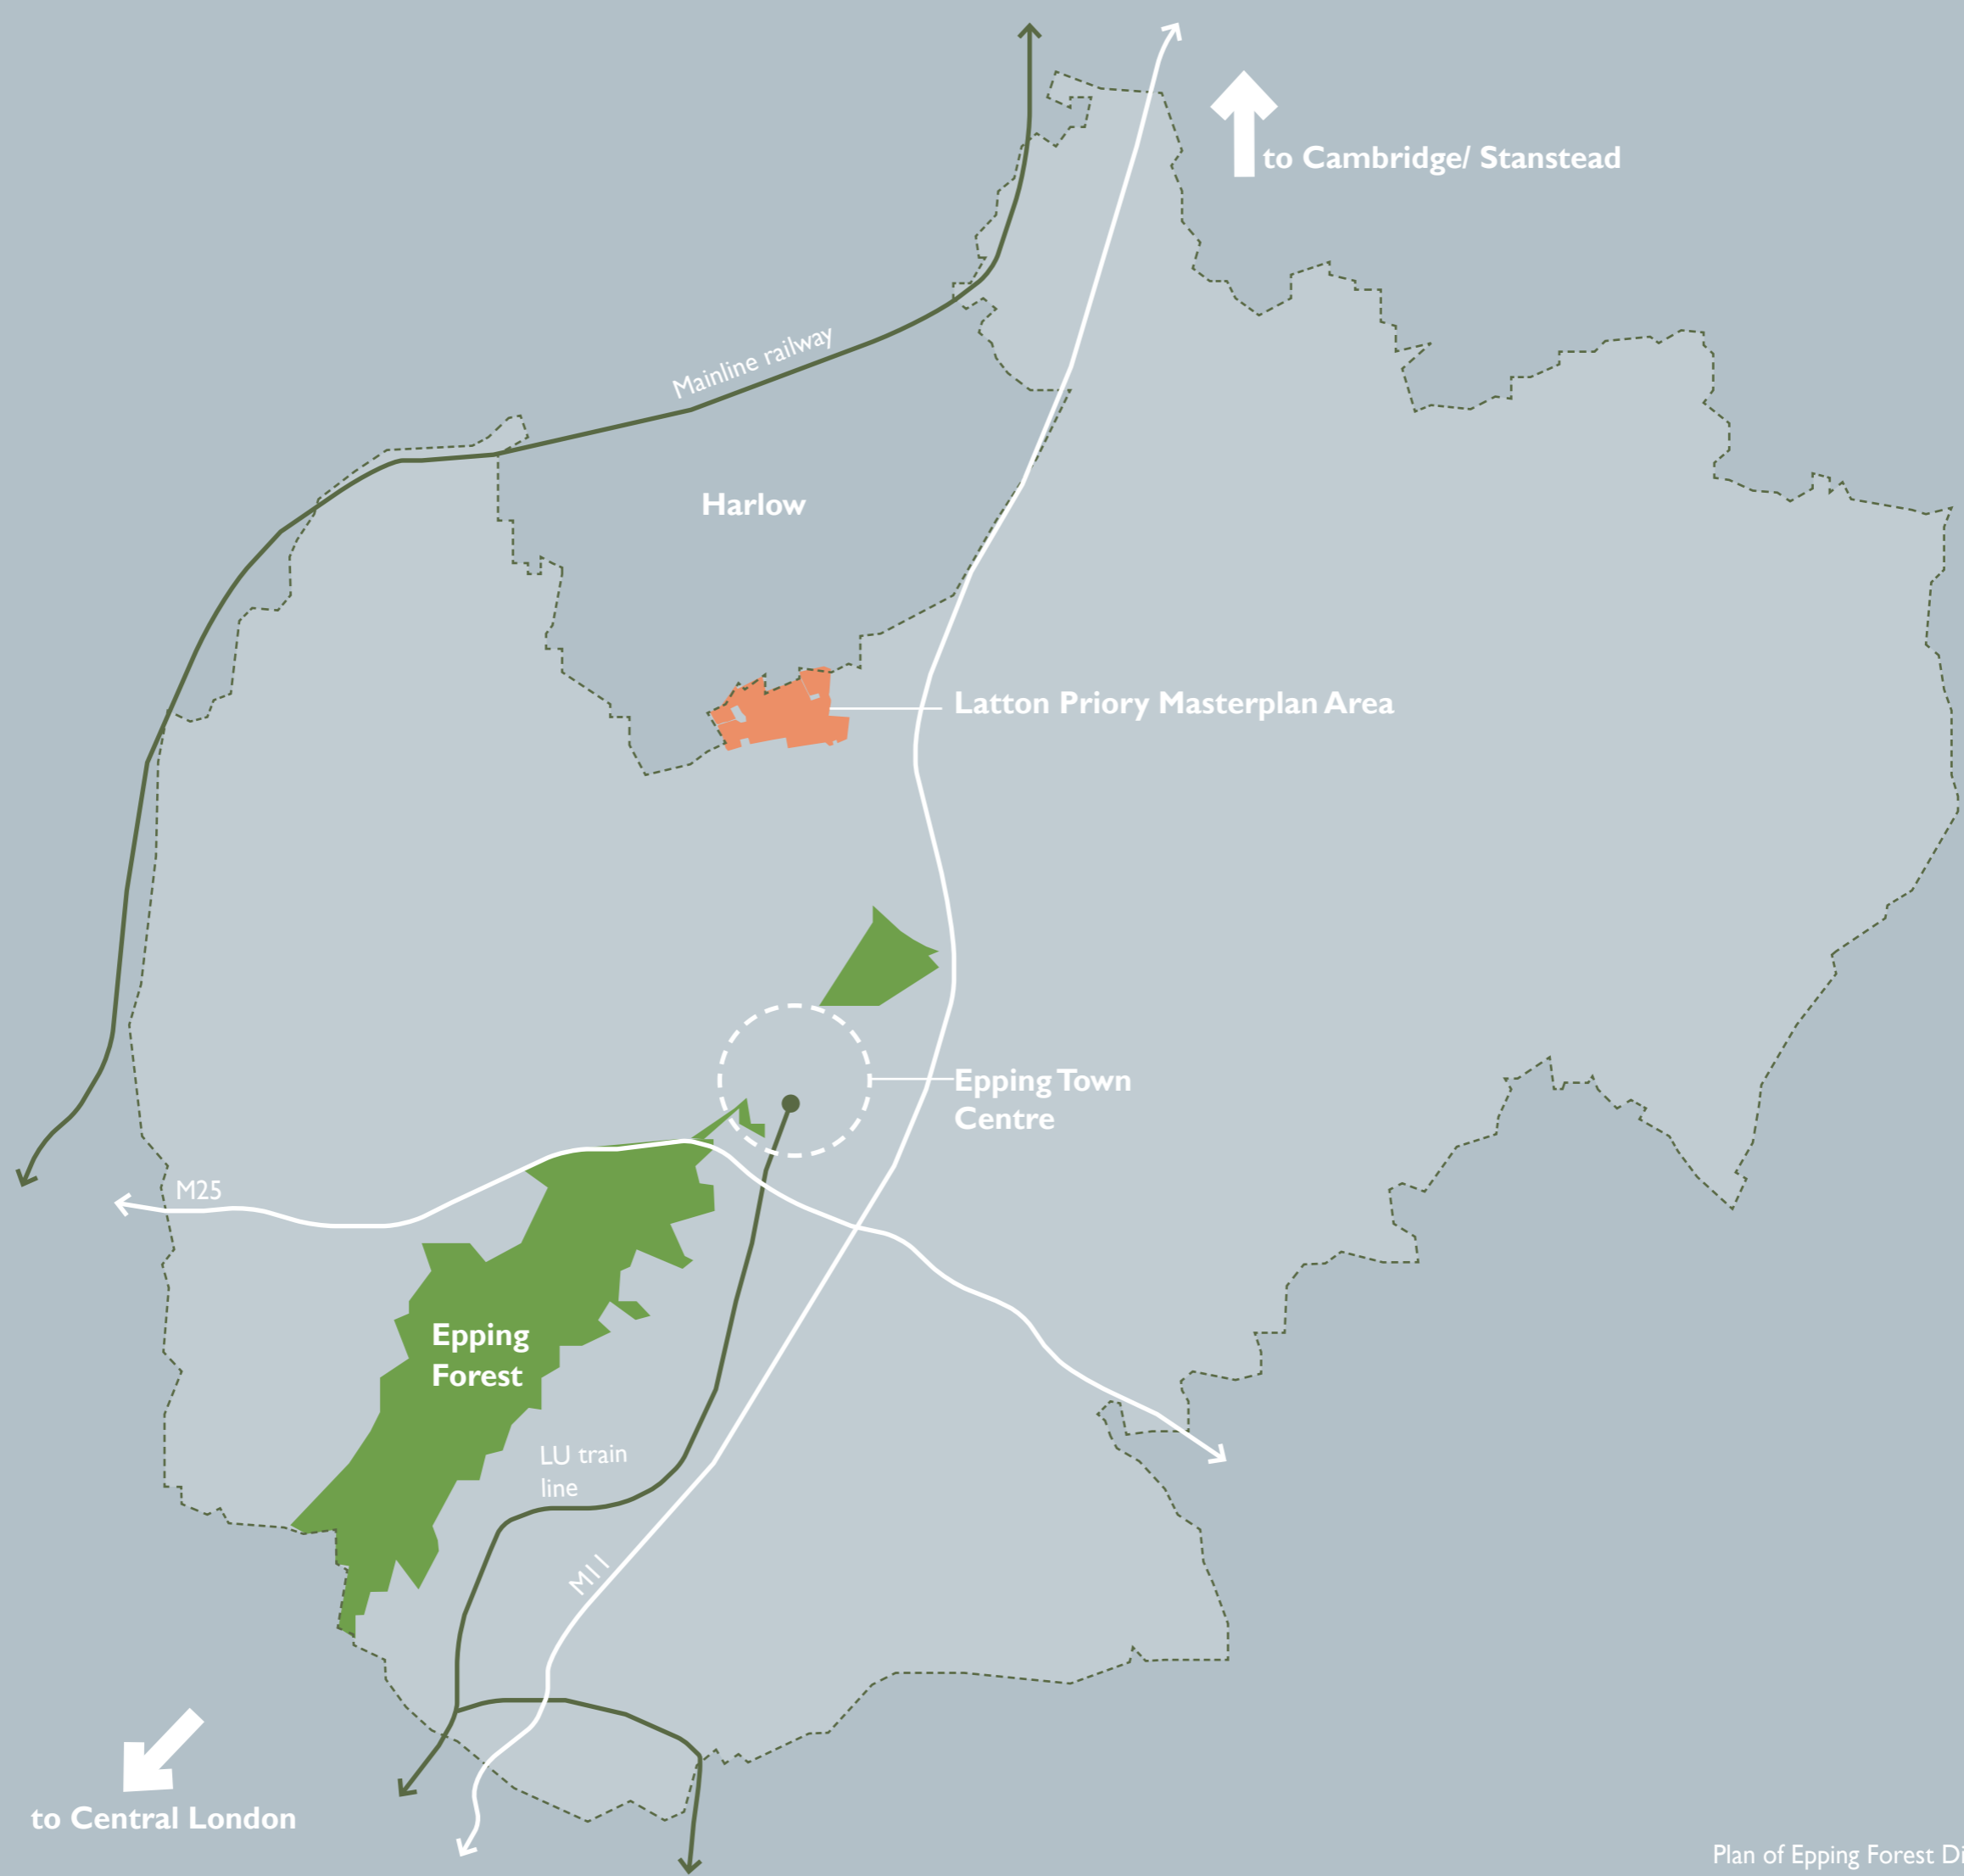 to Cambridge/ Stanstead
Mainline railway
Harlow
Latton Priory Masterplan Area
Epping Town
Centre
M25
Epping
Forest
LU train
line
M11
to Central London
Plan of Epping Forest Di